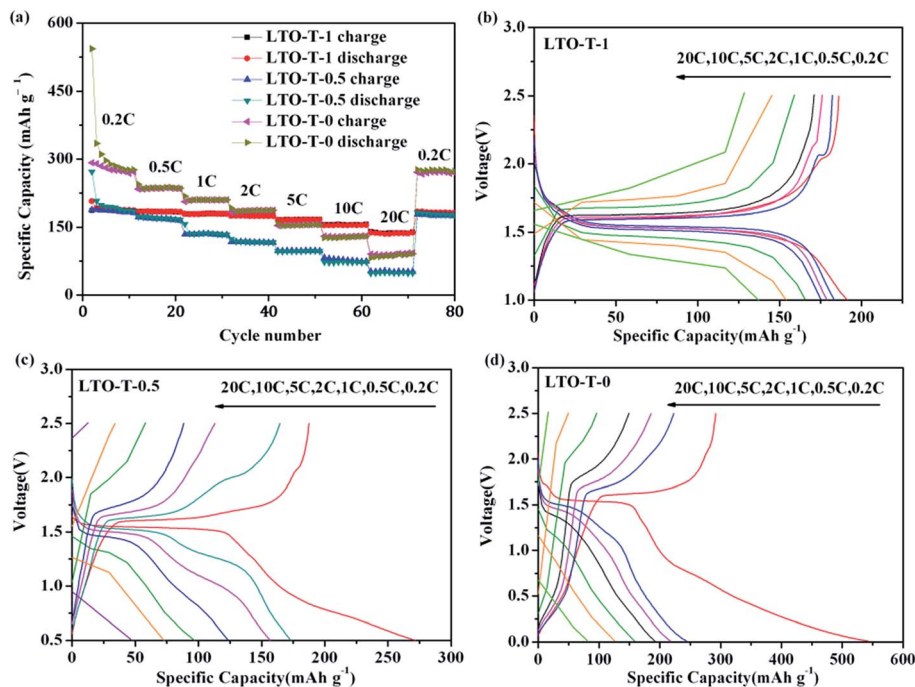 (a)
600
450
300
150
0
0
20
40
60
80
Specific Capacity (mAh g⁻¹)
Cycle number
LTO-T-1 charge
LTO-T-1 discharge
LTO-T-0.5 charge
LTO-T-0.5 discharge
LTO-T-0 charge
LTO-T-0 discharge
0.2C
0.5C
1C
2C
5C
10C
20C
0.2C
(b)
LTO-T-1
20C,10C,5C,2C,1C,0.5C,0.2C
3.0
2.5
2.0
1.5
1.0
0
50
100
150
200
Voltage(V)
Specific Capacity(mAh g⁻¹)
(c)
LTO-T-0.5
20C,10C,5C,2C,1C,0.5C,0.2C
3.0
2.5
2.0
1.5
1.0
0.5
0
50
100
150
200
250
300
Voltage(V)
Specific Capacity(mAh g⁻¹)
(d)
LTO-T-0
20C,10C,5C,2C,1C,0.5C,0.2C
3.0
2.5
2.0
1.5
1.0
0.5
0.0
0
100
200
300
400
500
600
Voltage(V)
Specific Capacity(mAh g⁻¹)